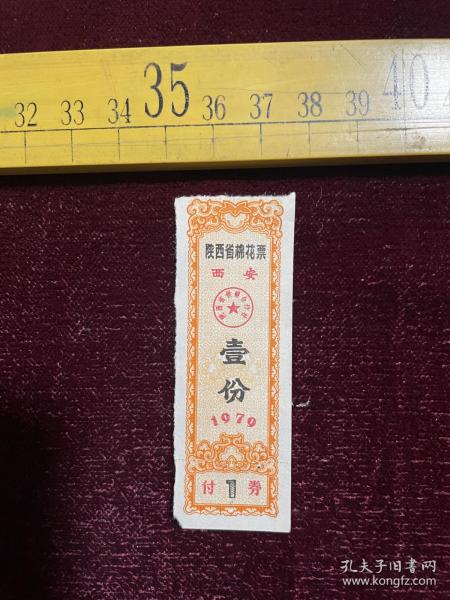 32 33 34 35 36 37 38 39 40
陕西省棉花票
西安
壹份
1979
付1券
孔夫子旧书网
www.kongfz.com